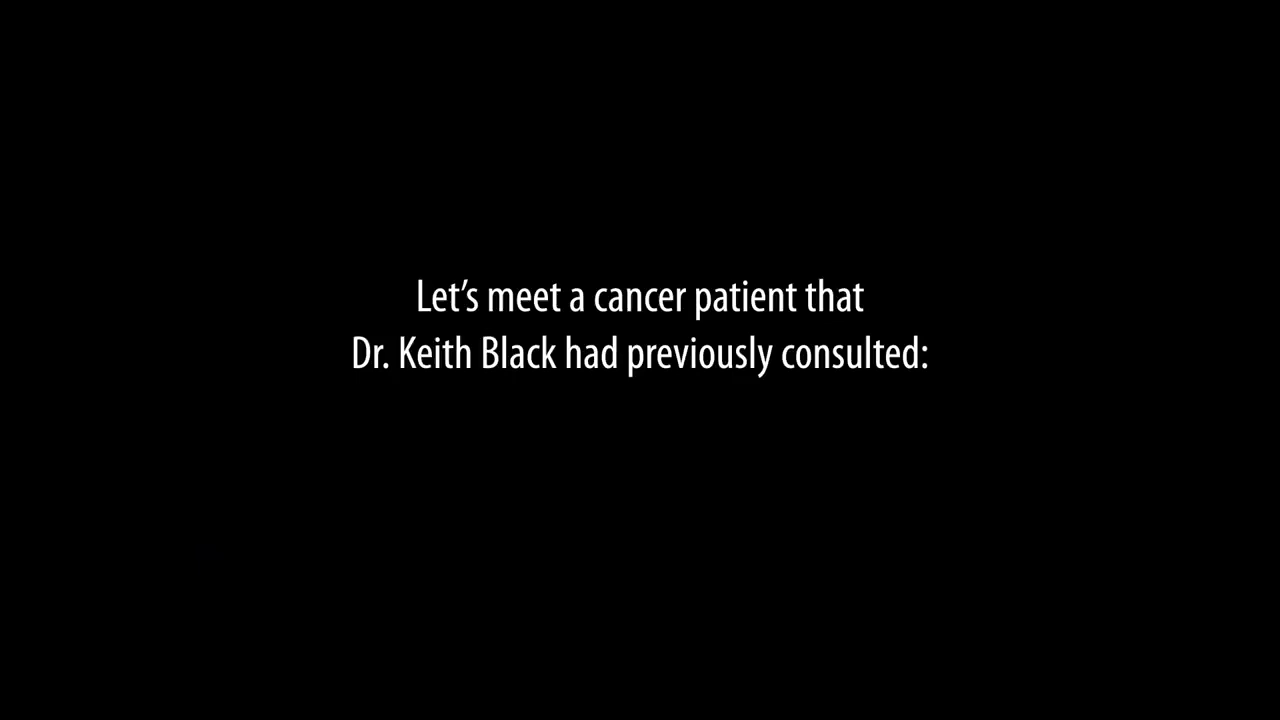 Let’s meet a cancer patient that
Dr. Keith Black had previously consulted: